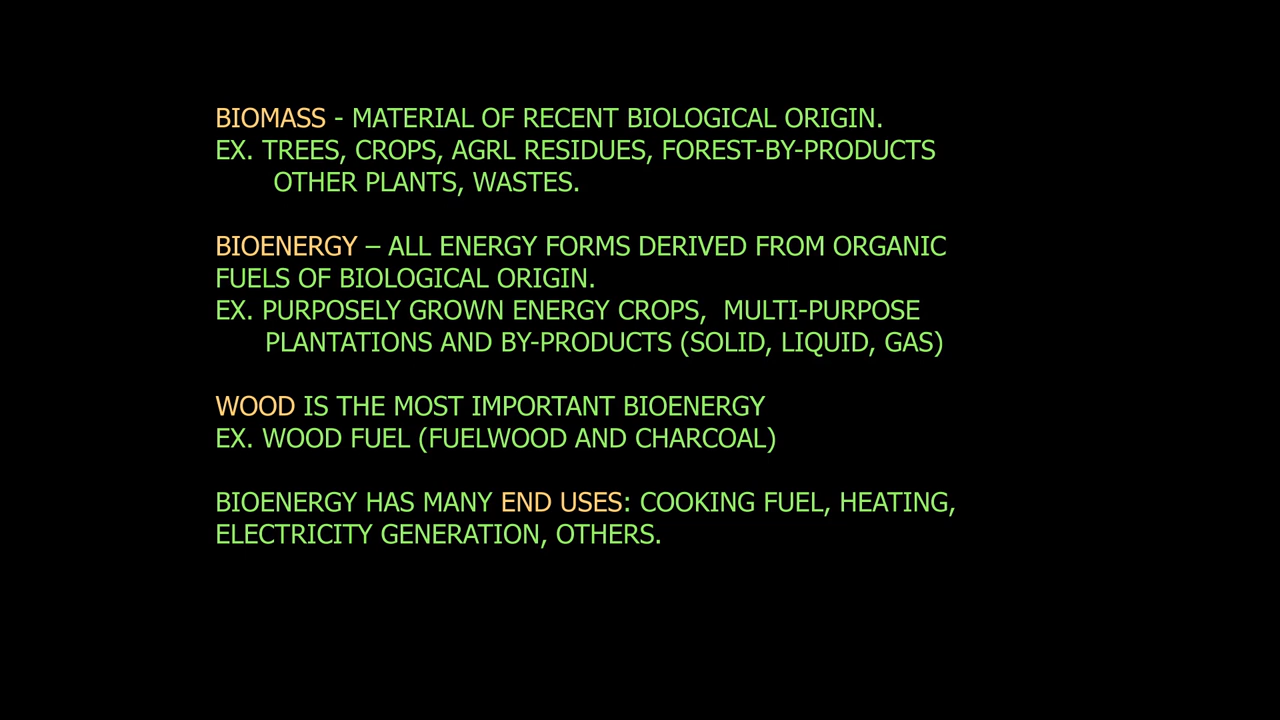 BIOMASS - MATERIAL OF RECENT BIOLOGICAL ORIGIN.
EX. TREES, CROPS, AGRL RESIDUES, FOREST-BY-PRODUCTS
OTHER PLANTS, WASTES.
BIOENERGY – ALL ENERGY FORMS DERIVED FROM ORGANIC
FUELS OF BIOLOGICAL ORIGIN.
EX. PURPOSELY GROWN ENERGY CROPS, MULTI-PURPOSE
PLANTATIONS AND BY-PRODUCTS (SOLID, LIQUID, GAS)
WOOD IS THE MOST IMPORTANT BIOENERGY
EX. WOOD FUEL (FUELWOOD AND CHARCOAL)
BIOENERGY HAS MANY END USES: COOKING FUEL, HEATING,
ELECTRICITY GENERATION, OTHERS.